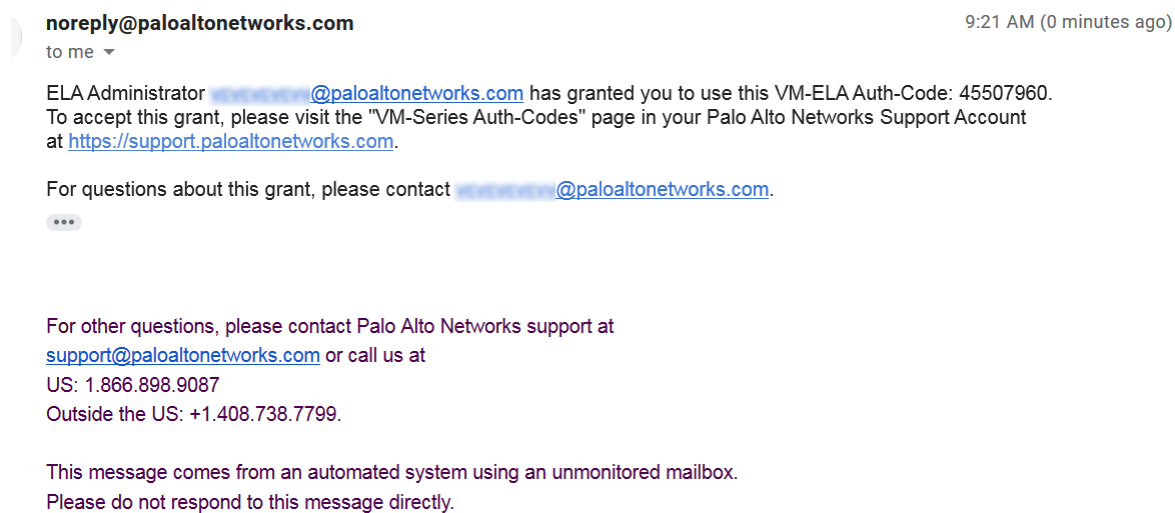 noreply@paloaltonetworks.com
9:21 AM (0 minutes ago)
to me
ELA Administrator @paloaltonetworks.com has granted you to use this VM-ELA Auth-Code: 45507960.
To accept this grant, please visit the "VM-Series Auth-Codes" page in your Palo Alto Networks Support Account
at https://support.paloaltonetworks.com.
For questions about this grant, please contact @paloaltonetworks.com.
For other questions, please contact Palo Alto Networks support at
support@paloaltonetworks.com or call us at
US: 1.866.898.9087
Outside the US: +1.408.738.7799.
This message comes from an automated system using an unmonitored mailbox.
Please do not respond to this message directly.